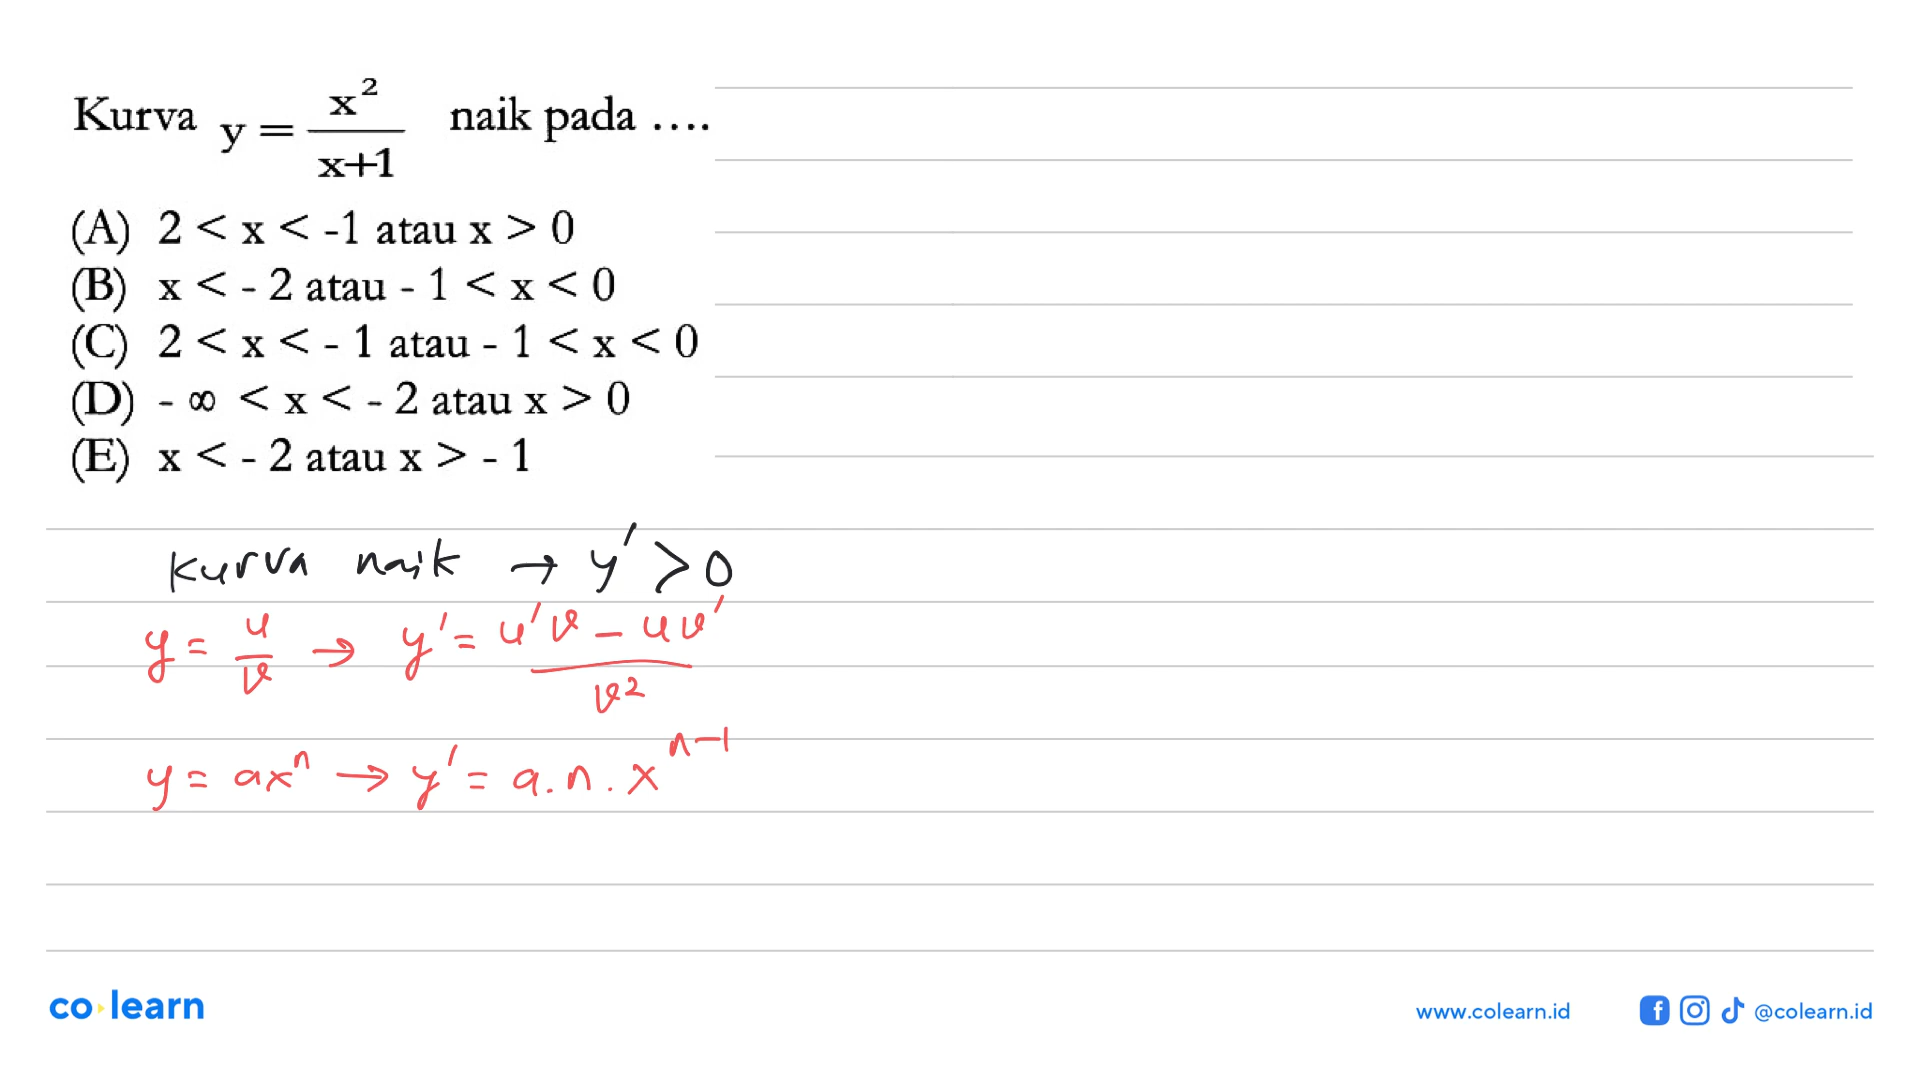 Kurva y = x²/(x+1) naik pada ....
(A) 2 < x < -1 atau x > 0
(B) x < - 2 atau - 1 < x < 0
(C) 2 < x < - 1 atau - 1 < x < 0
(D) - ∞ < x < - 2 atau x > 0
(E) x < - 2 atau x > - 1
Kurva naik → y' > 0
y = u/v → y' = (u'v - uv')/v²
y = ax^n → y' = a.n.x^(n-1)
co learn
www.colearn.id @colearn.id